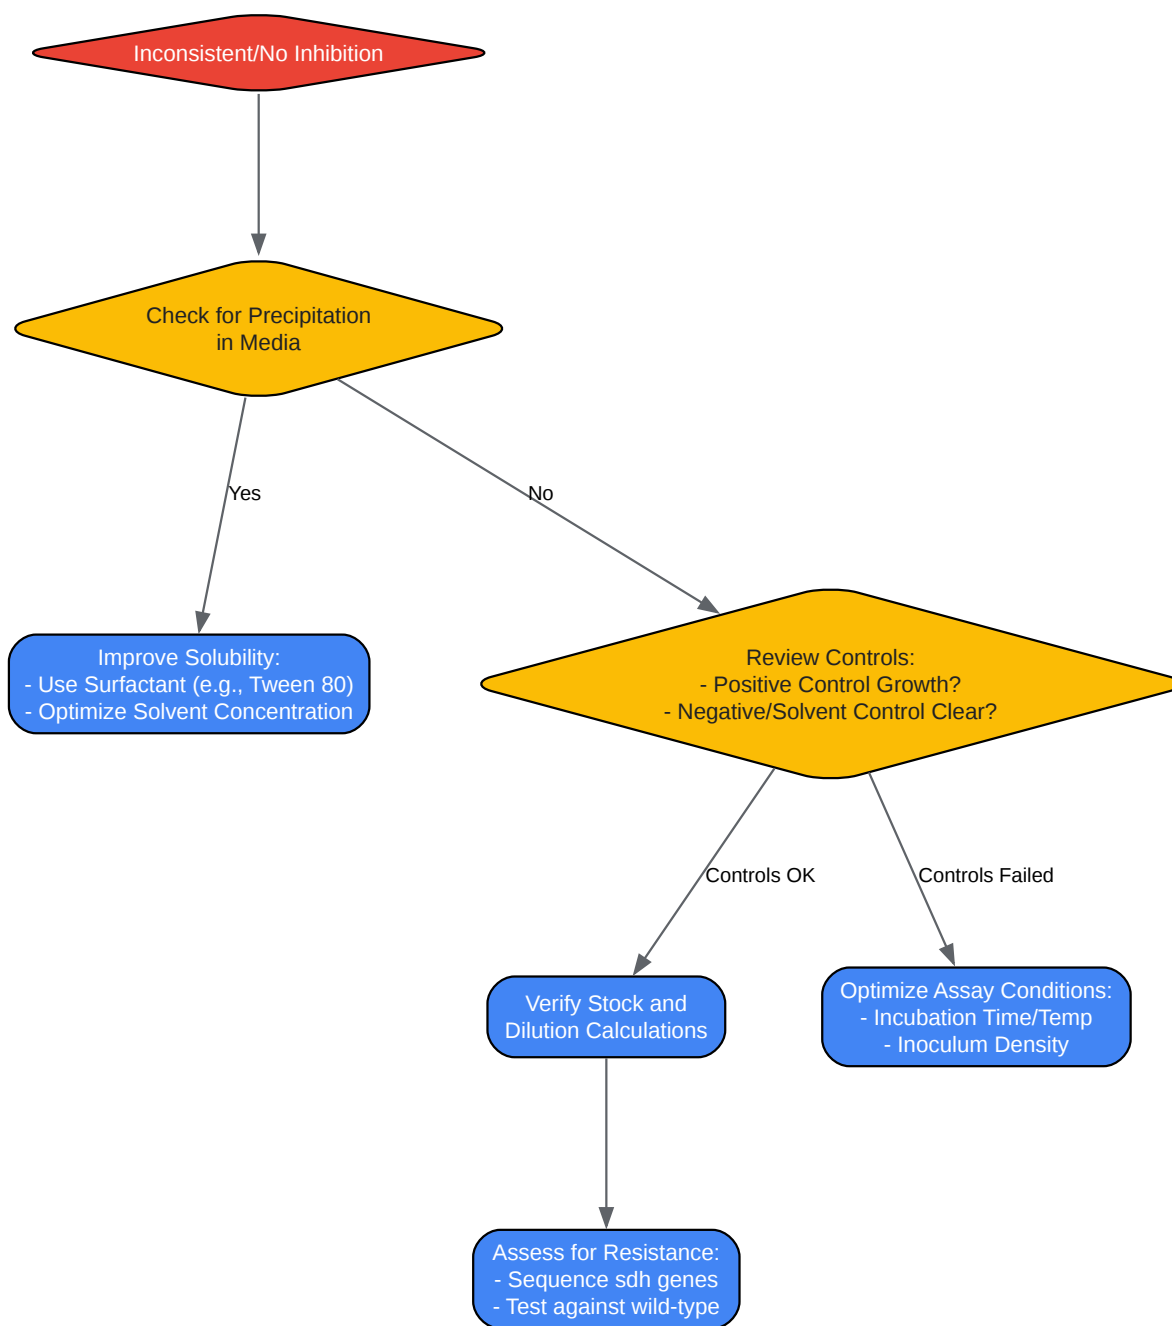 Inconsistent/No Inhibition
Check for Precipitation
in Media
Yes
No
Improve Solubility:
- Use Surfactant (e.g., Tween 80)
- Optimize Solvent Concentration
Review Controls:
- Positive Control Growth?
- Negative/Solvent Control Clear?
Controls OK
Controls Failed
Verify Stock and
Dilution Calculations
Optimize Assay Conditions:
- Incubation Time/Temp
- Inoculum Density
Assess for Resistance:
- Sequence sdh genes
- Test against wild-type